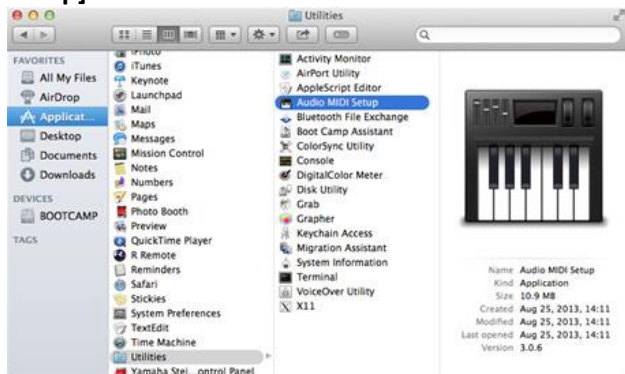 Utilities
FAVORITES
All My Files
AirDrop
Applicat...
Desktop
Documents
Downloads
DEVICES
BOOTCAMP
TAGS
iPhoto
iTunes
Keynote
Launchpad
Mail
Maps
Messages
Mission Control
Notes
Numbers
Pages
Photo Booth
Preview
QuickTime Player
R Remote
Reminders
Safari
Stickies
System Preferences
TextEdit
Time Machine
Utilities
Yamaha Stei...ontrol Panel
Activity Monitor
AirPort Utility
AppleScript Editor
Audio MIDI Setup
Bluetooth File Exchange
Boot Camp Assistant
ColorSync Utility
Console
DigitalColor Meter
Disk Utility
Grab
Grapher
Keychain Access
Migration Assistant
System Information
Terminal
VoiceOver Utility
X11
Name Audio MIDI Setup
Kind Application
Size 10.9 MB
Created Aug 25, 2013, 14:11
Modified Aug 25, 2013, 14:11
Last opened Aug 25, 2013, 14:11
Version 3.0.6